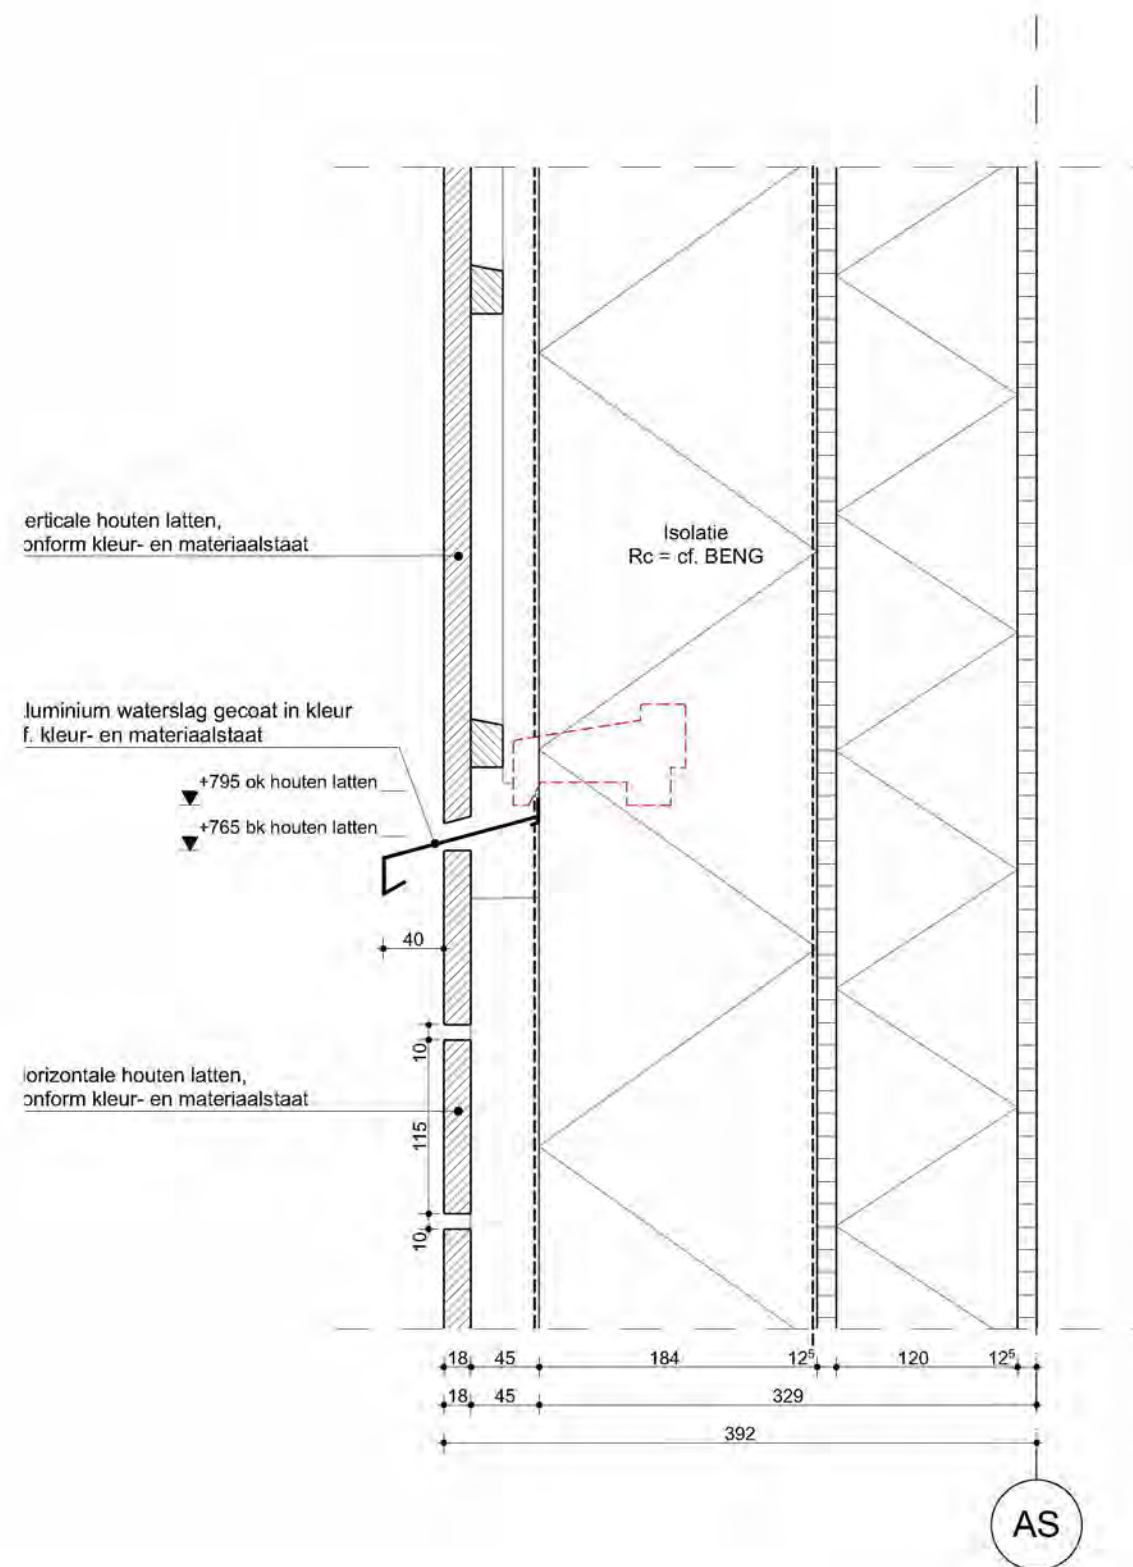 erticale houten latten,
onform kleur- en materiaalstaat
Isolatie
Rc = cf. BENG
luminium waterslag gecoat in kleur
f. kleur- en materiaalstaat
+795 ok houten latten
+765 bk houten latten
40
10
orizontale houten latten,
onform kleur- en materiaalstaat
115
10
18 45 184 12⁵ 120 12⁵
18 45 329
392
AS